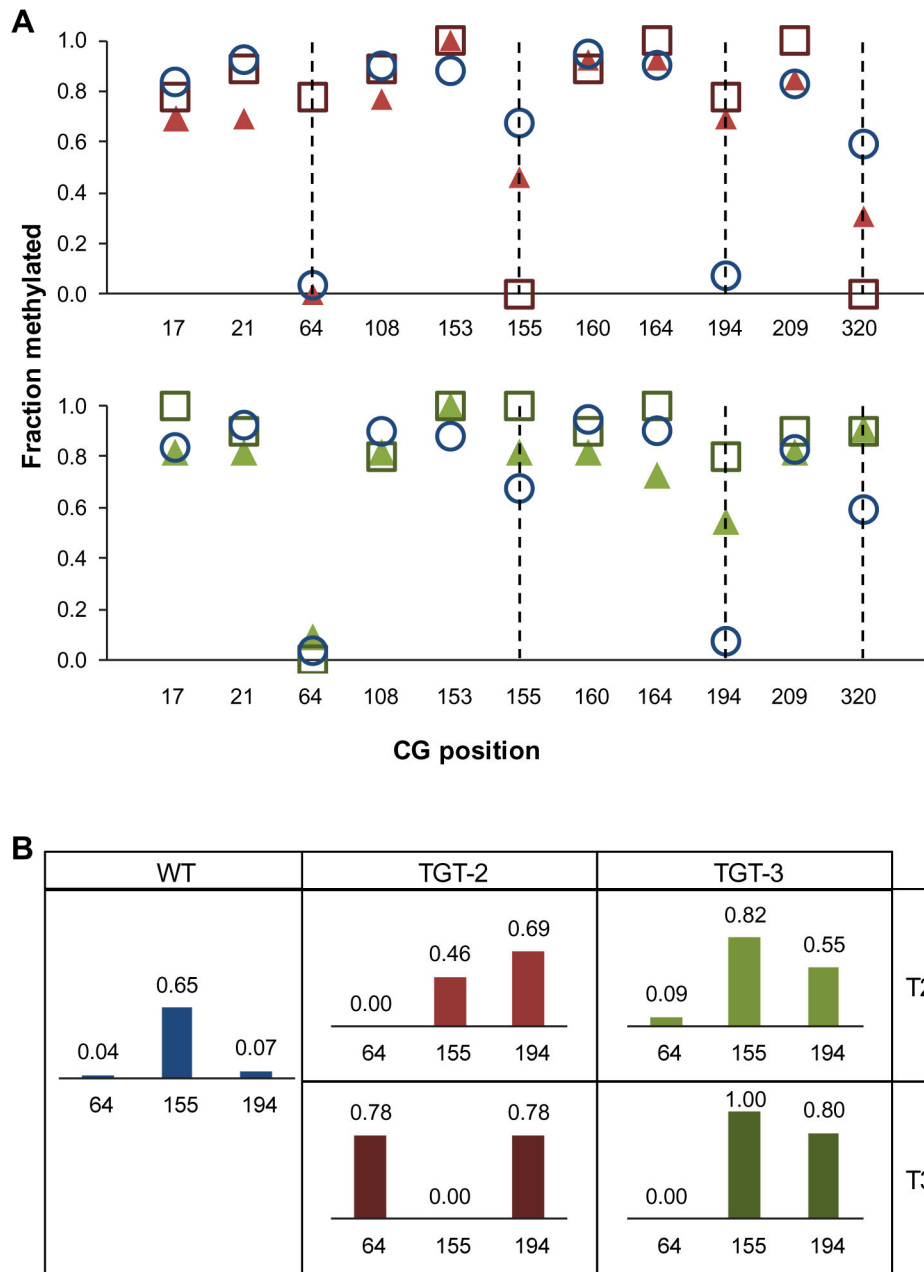 A
Fraction methylated
1.0
0.8
0.6
0.4
0.2
0.0
17 21 64 108 153 155 160 164 194 209 320
1.0
0.8
0.6
0.4
0.2
0.0
17 21 64 108 153 155 160 164 194 209 320
CG position
B
WT TGT-2 TGT-3
0.04 0.65 0.07
64 155 194
0.00 0.46 0.69
64 155 194
0.09 0.82 0.55
64 155 194
T2
0.78 0.00 0.78
64 155 194
0.00 1.00 0.80
64 155 194
T3